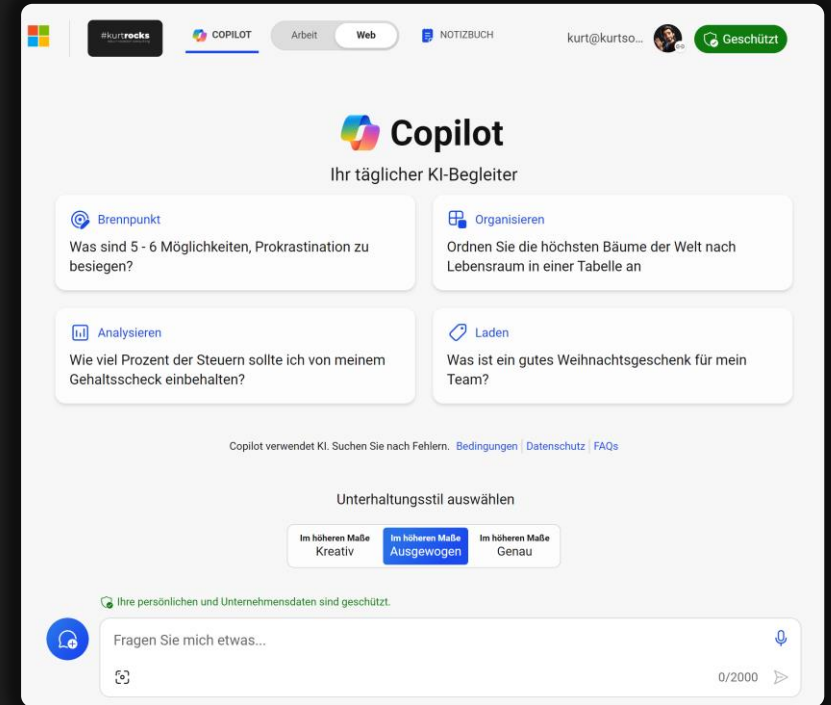 #kurtrocks
COPILOT
Arbeit
Web
NOTIZBUCH
kurt@kurtso...
Geschützt
Copilot
Ihr täglicher KI-Begleiter
Brennpunkt
Was sind 5 - 6 Möglichkeiten, Prokrastination zu
besiegen?
Organisieren
Ordnen Sie die höchsten Bäume der Welt nach
Lebensraum in einer Tabelle an
Analysieren
Wie viel Prozent der Steuern sollte ich von meinem
Gehaltsscheck einbehalten?
Laden
Was ist ein gutes Weihnachtsgeschenk für mein
Team?
Copilot verwendet KI. Suchen Sie nach Fehlern. Bedingungen Datenschutz FAQs
Unterhaltungsstil auswählen
Im höheren Maße
Kreativ
Im höheren Maße
Ausgewogen
Im höheren Maße
Genau
Ihre persönlichen und Unternehmensdaten sind geschützt.
Fragen Sie mich etwas...
0/2000